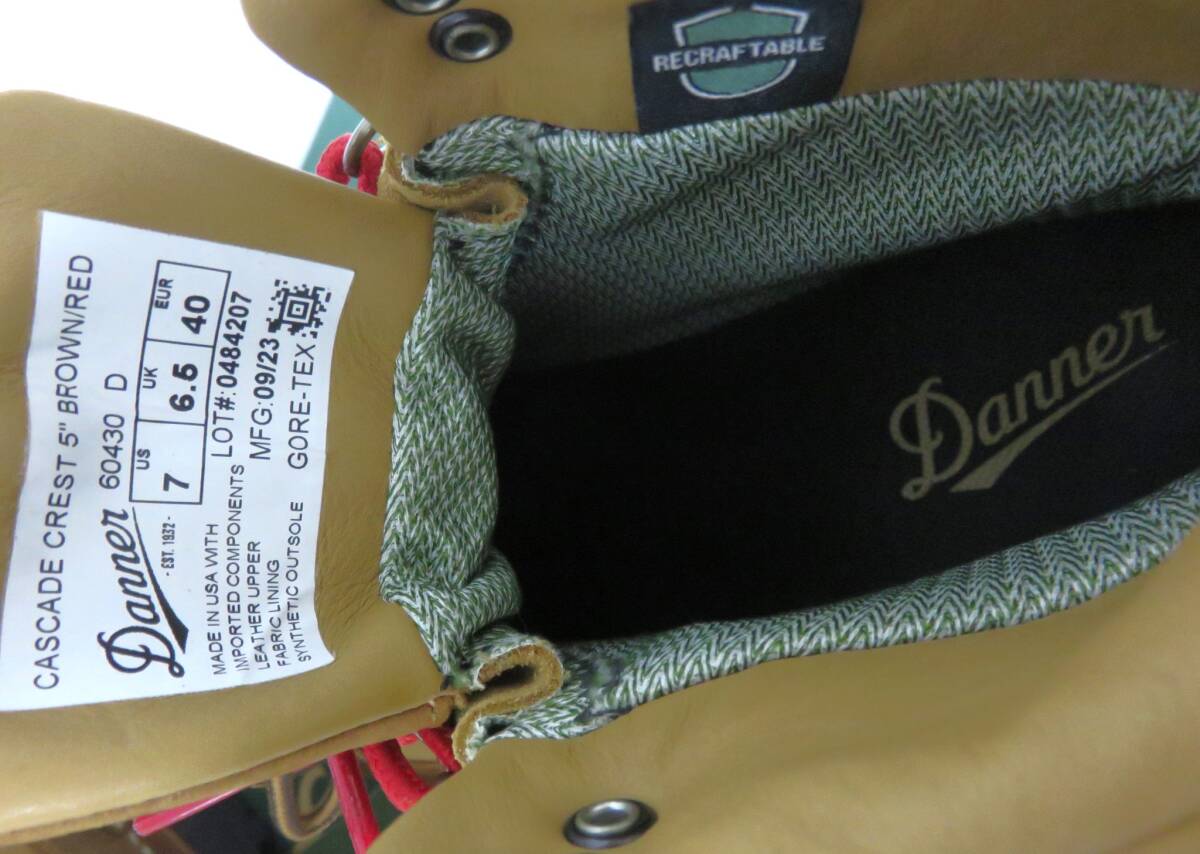 RECRAFTABLE
CASCADE CREST 5" BROWN/RED
60430 D
US UK EUR
7 6.5 40
Danner
- EST. 1932 -
LOT#:0484207
MFG:09/23
GORE-TEX
MADE IN USA WITH
IMPORTED COMPONENTS
LEATHER UPPER
FABRIC LINING
SYNTHETIC OUTSOLE
Danner